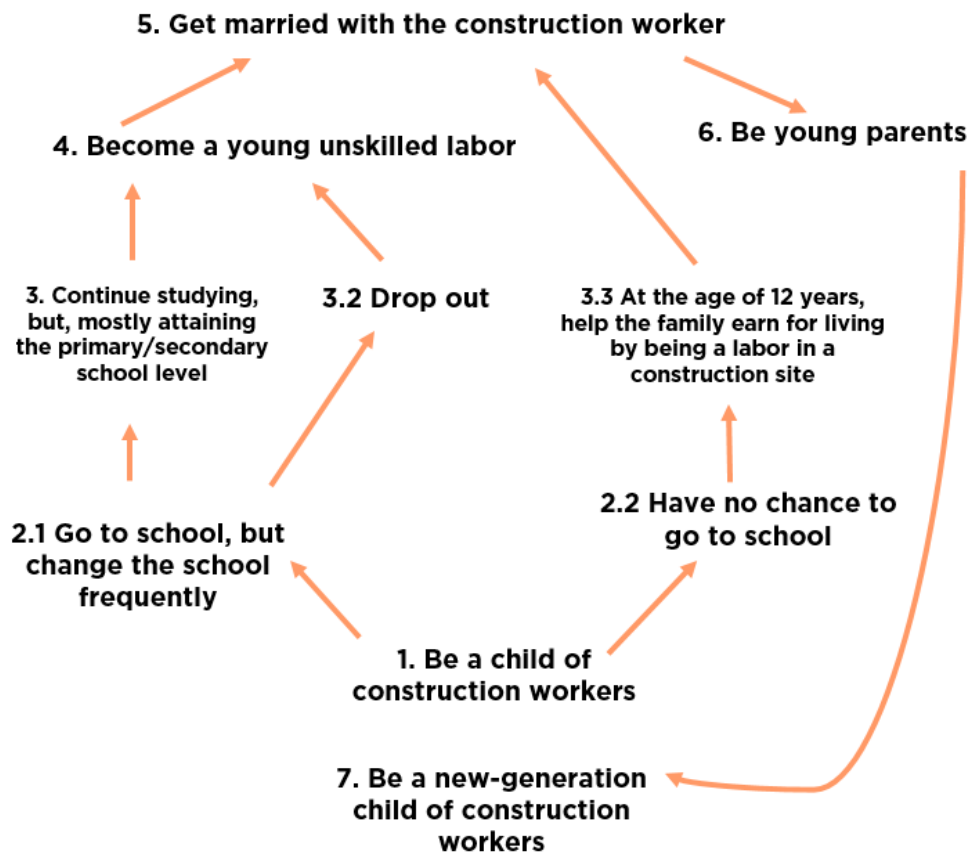 5. Get married with the construction worker
6. Be young parents
4. Become a young unskilled labor
3. Continue studying,
but, mostly attaining
the primary/secondary
school level
3.2 Drop out
3.3 At the age of 12 years,
help the family earn for living
by being a labor in a
construction site
2.1 Go to school, but
change the school
frequently
2.2 Have no chance to
go to school
1. Be a child of
construction workers
7. Be a new-generation
child of construction
workers